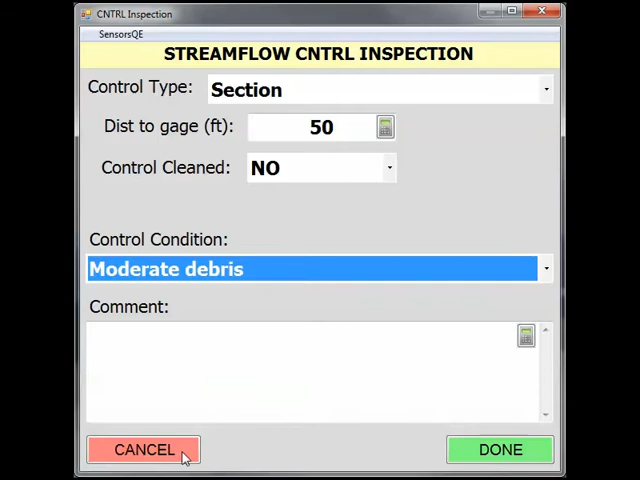 CNTRL Inspection
SensorsQE
STREAMFLOW CNTRL INSPECTION
Control Type: Section
Dist to gage (ft): 50
Control Cleaned: NO
Control Condition:
Moderate debris
Comment:
CANCEL DONE